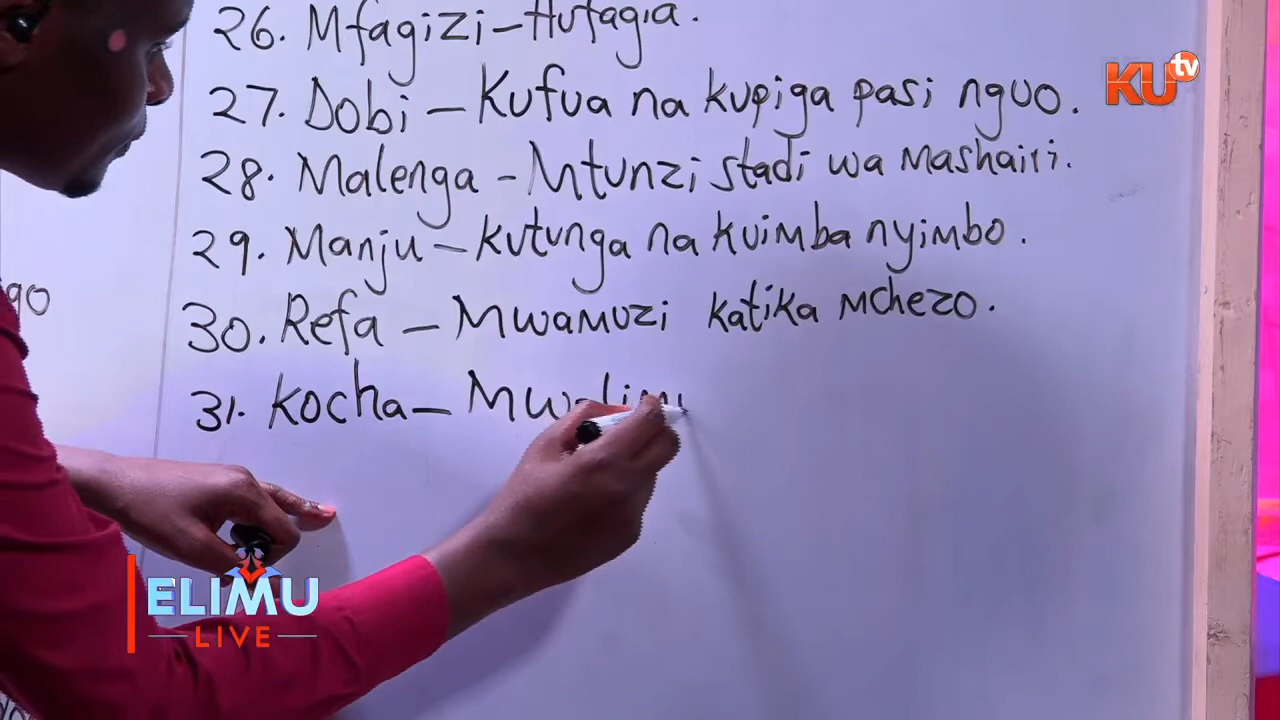 26. Mfagizi - Hufagia.
27. Dobi - Kufua na kupiga pasi nguo.
28. Malenga - Mtunzi stadi wa Mashairi.
29. Manju - kutunga na kuimba nyimbo.
30. Refa - Mwamuzi katika mchezo.
31. Kocha - Mwalimu
KU tv
ELIMU
LIVE